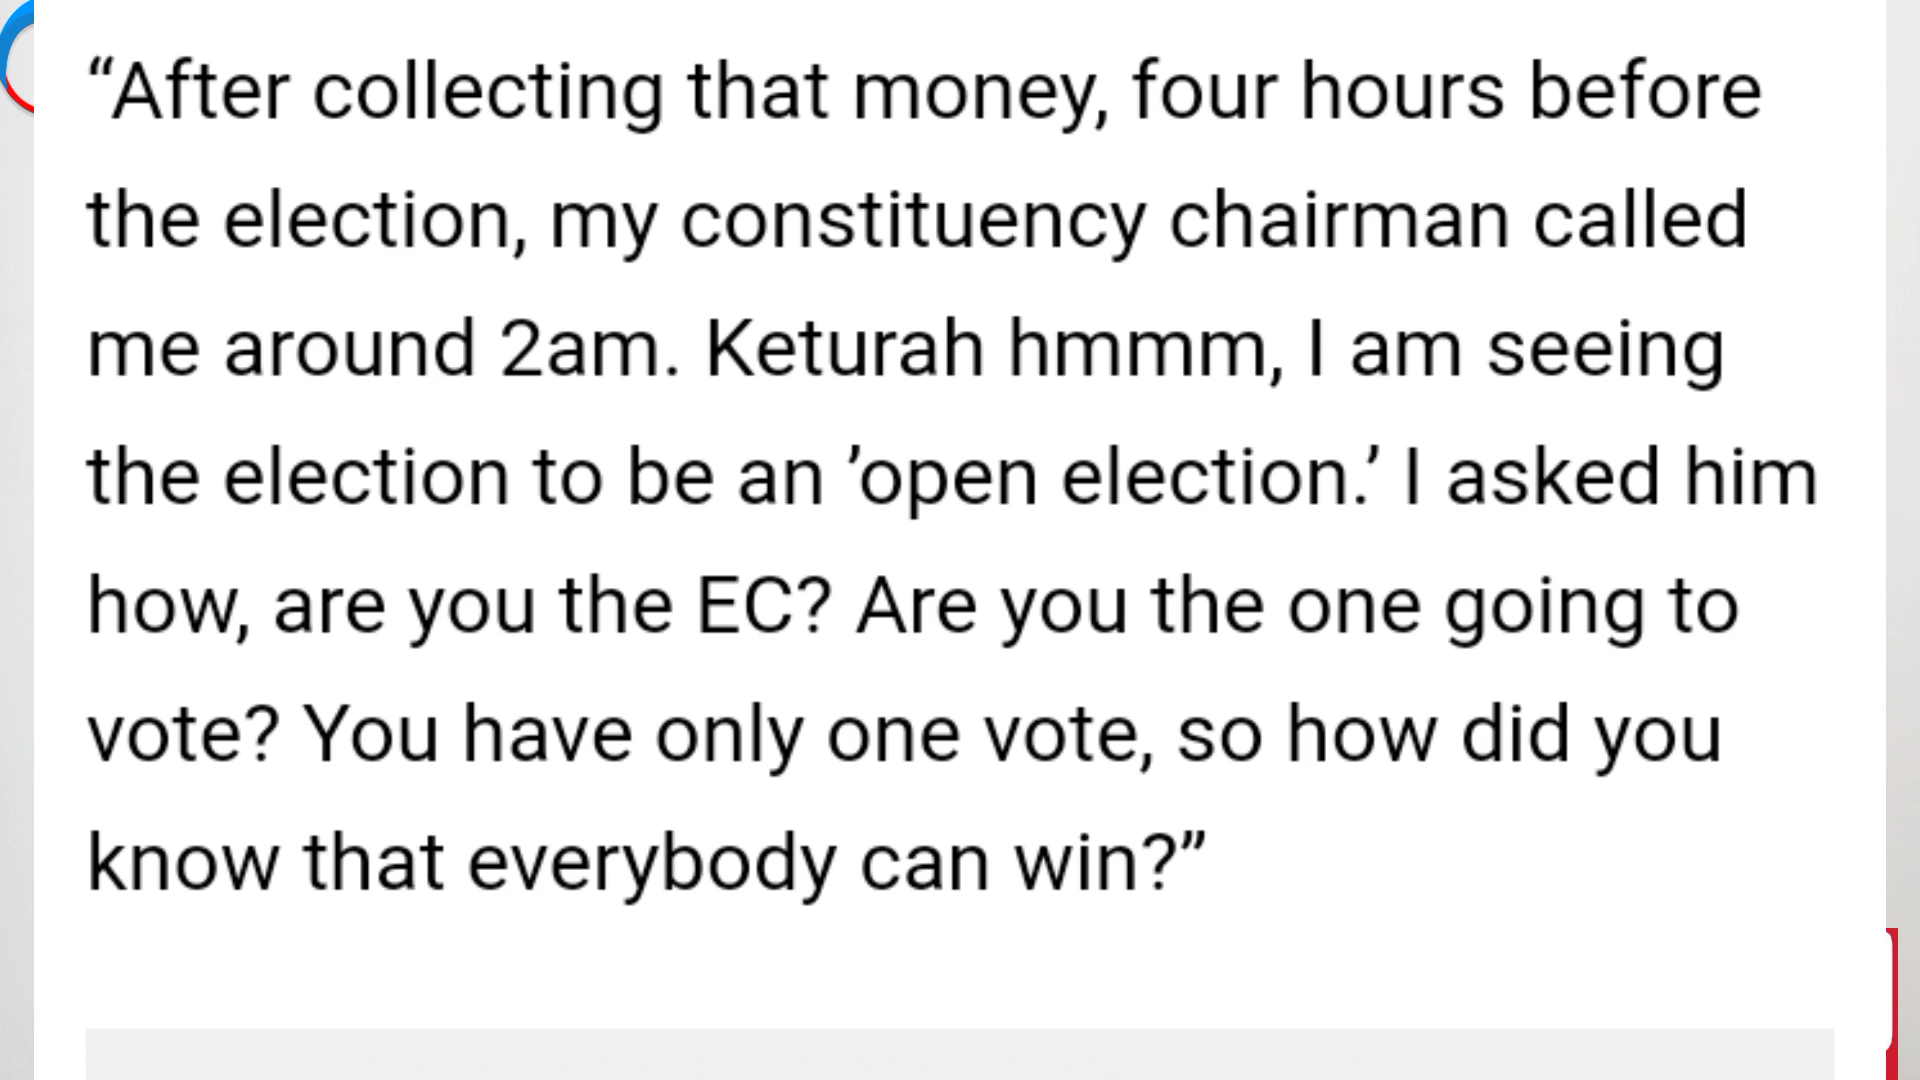 “After collecting that money, four hours before
the election, my constituency chairman called
me around 2am. Keturah hmmm, I am seeing
the election to be an ’open election.’ I asked him
how, are you the EC? Are you the one going to
vote? You have only one vote, so how did you
know that everybody can win?”